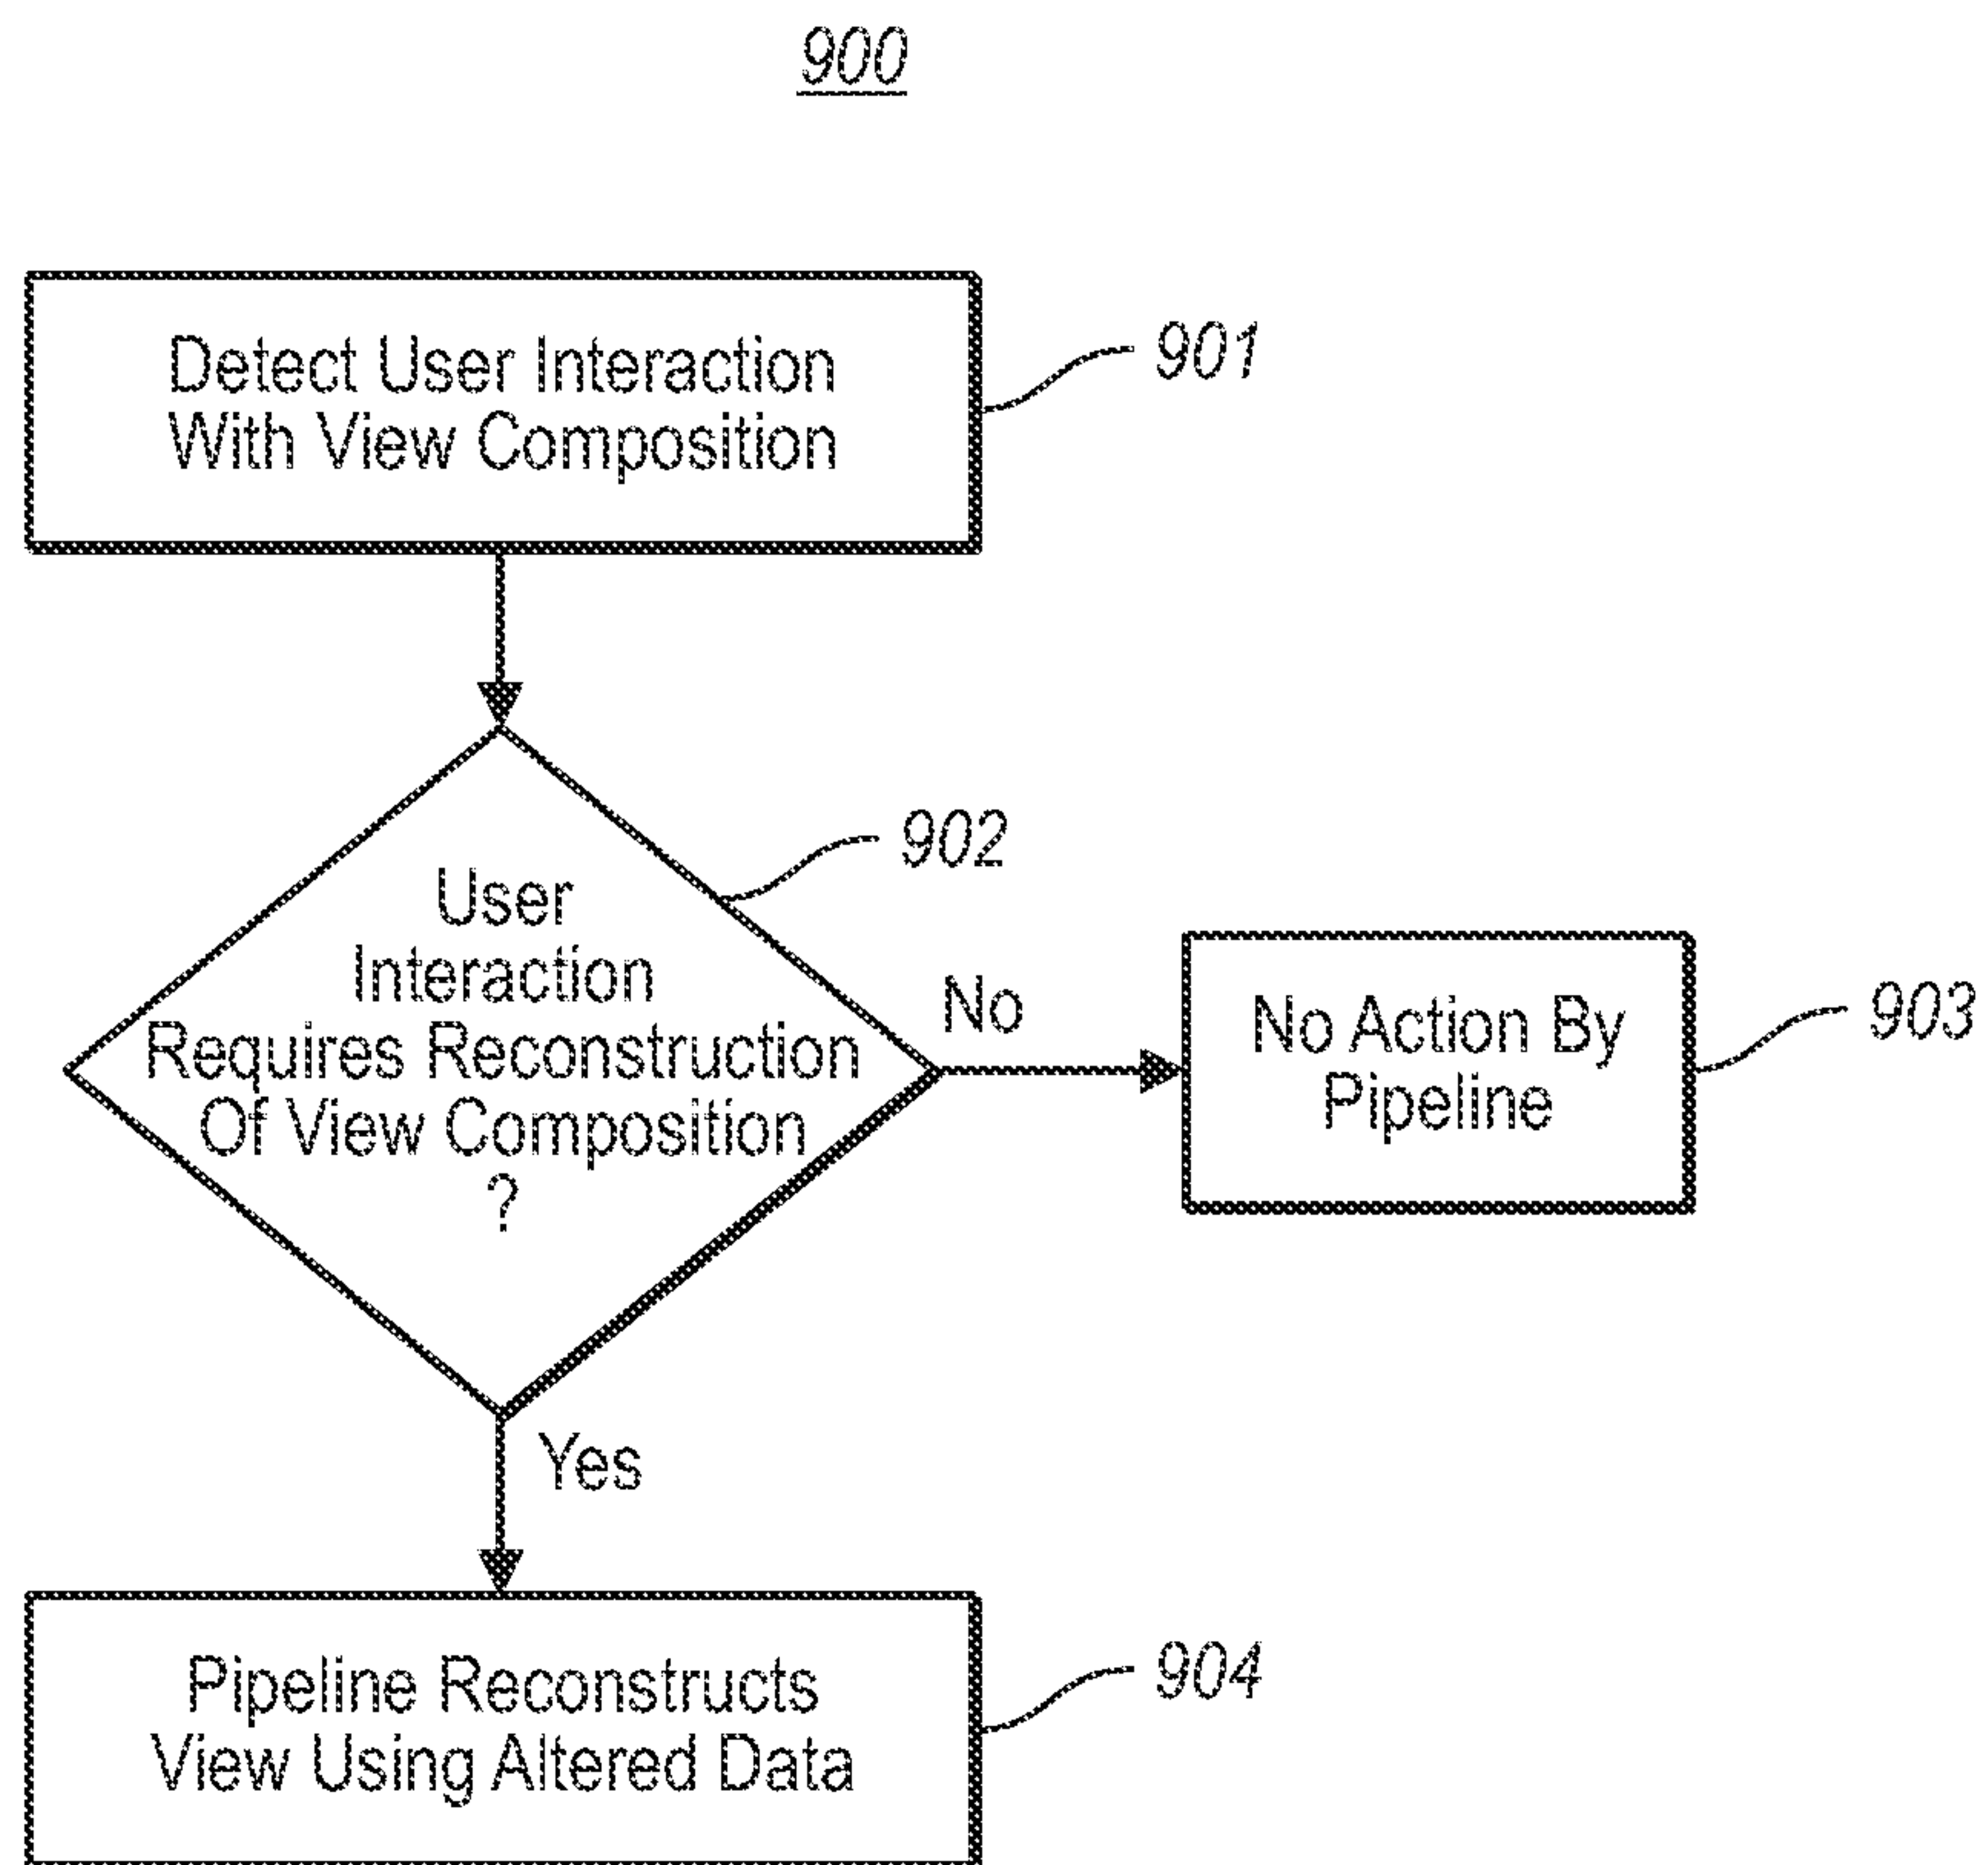 900
Detect User Interaction
With View Composition
901
902
User
Interaction
Requires Reconstruction
Of View Composition
?
No
No Action By
Pipeline
903
Yes
Pipeline Reconstructs
View Using Altered Data
904